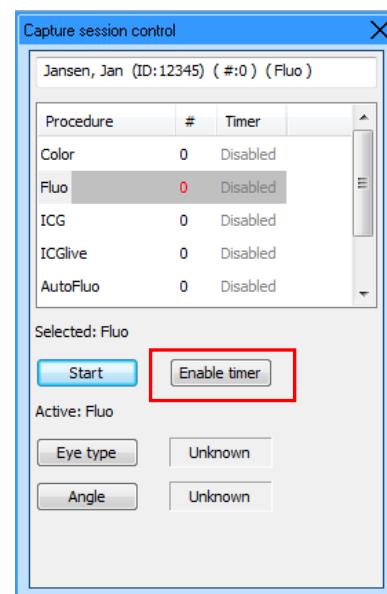 Capture session control
Jansen, Jan (ID:12345) ( #:0 ) ( Fluo )
Procedure # Timer
Color 0 Disabled
Fluo 0 Disabled
ICG 0 Disabled
ICGlive 0 Disabled
AutoFluo 0 Disabled
Selected: Fluo
Start Enable timer
Active: Fluo
Eye type Unknown
Angle Unknown